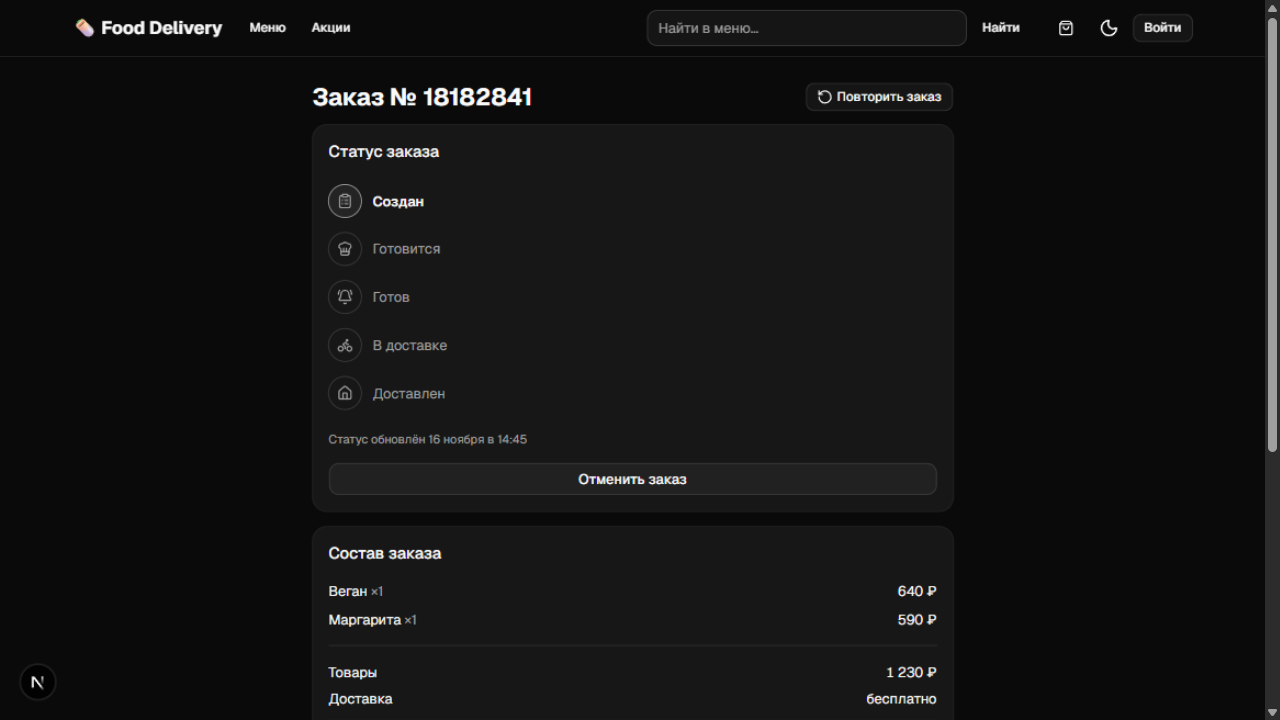 Food Delivery Меню Акции Найти в меню... Найти Войти
Заказ № 18182841 Повторить заказ
Статус заказа
Создан
Готовится
Готов
В доставке
Доставлен
Статус обновлён 16 ноября в 14:45
Отменить заказ
Состав заказа
Веган ×1 640 ₽
Маргарита ×1 590 ₽
Товары 1 230 ₽
Доставка бесплатно
N